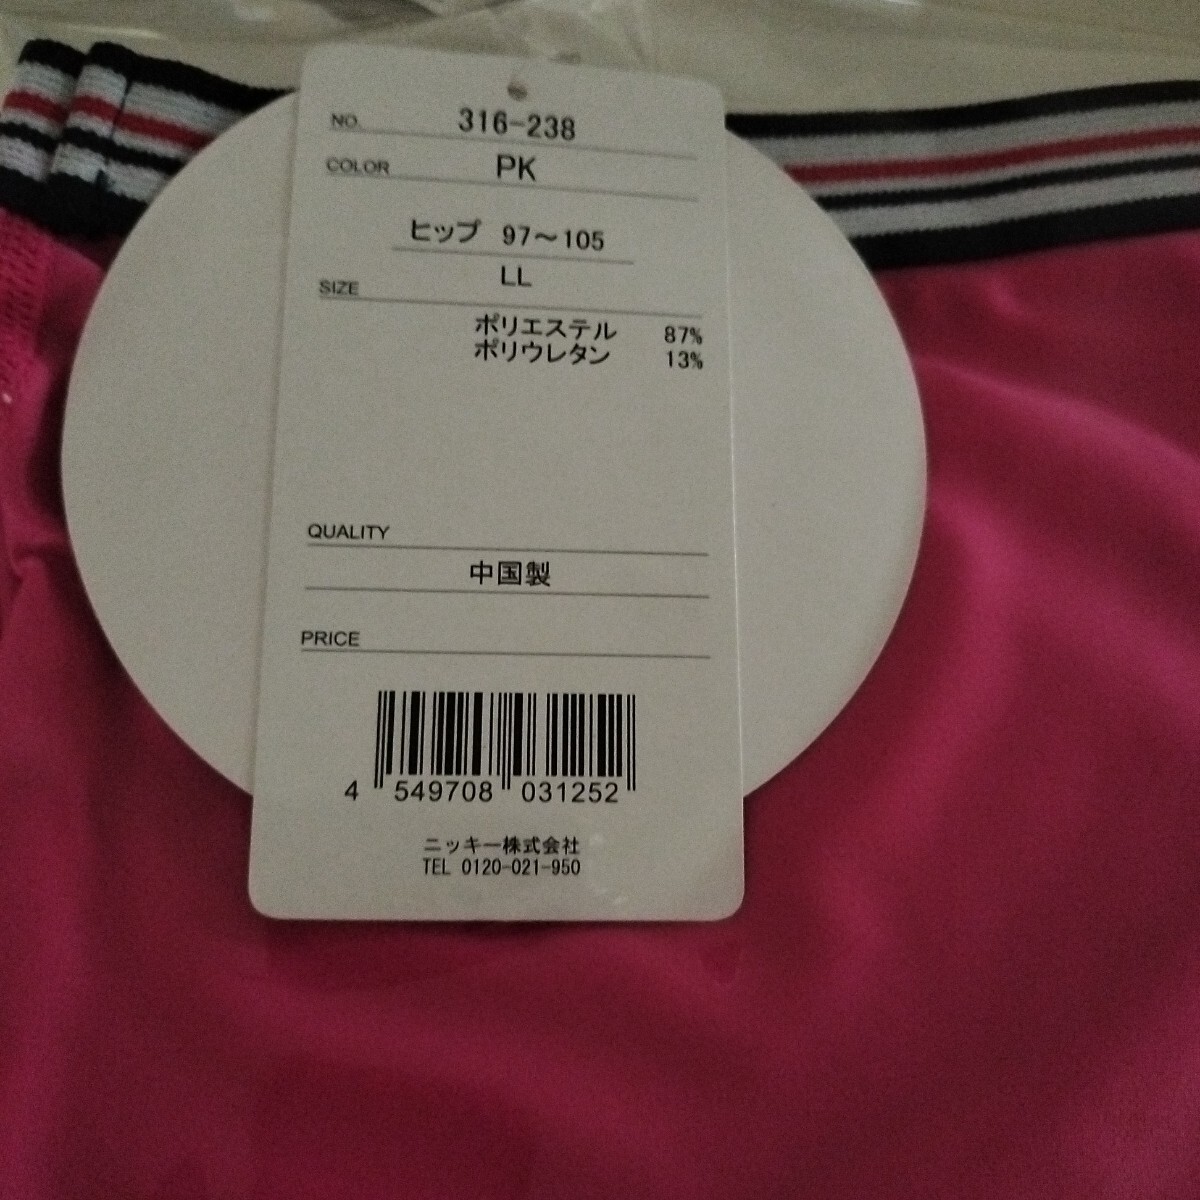 NO. 316-238
COLOR PK
ヒップ 97～105
LL
SIZE
ポリエステル 87%
ポリウレタン 13%
QUALITY
中国製
PRICE
4 549708 031252
ニッキー株式会社
TEL 0120-021-950